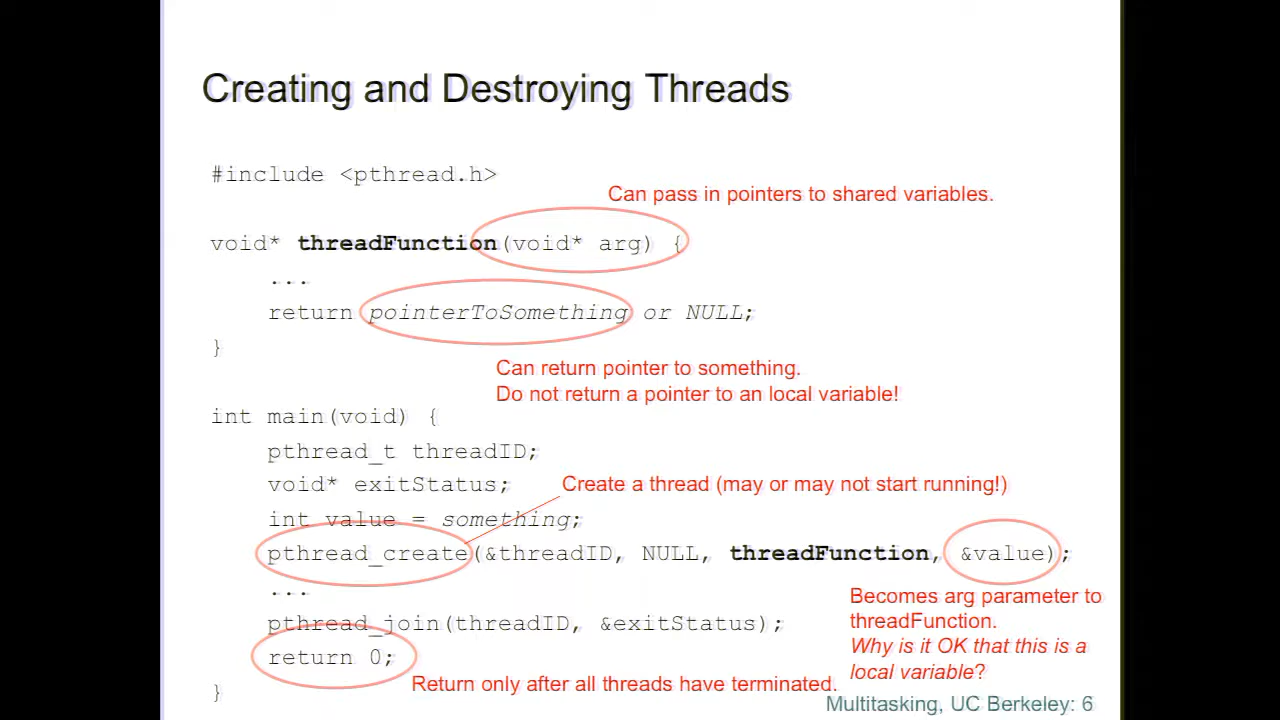 Creating and Destroying Threads
#include <pthread.h>
Can pass in pointers to shared variables.
void* threadFunction(void* arg) {
...
return pointerToSomething or NULL;
}
Can return pointer to something.
Do not return a pointer to an local variable!
int main(void) {
pthread_t threadID;
void* exitStatus;
Create a thread (may or may not start running!)
int value = something;
pthread_create(&threadID, NULL, threadFunction, &value);
...
Becomes arg parameter to
threadFunction.
Why is it OK that this is a
local variable?
pthread_join(threadID, &exitStatus);
return 0;
Return only after all threads have terminated.
}
Multitasking, UC Berkeley: 6